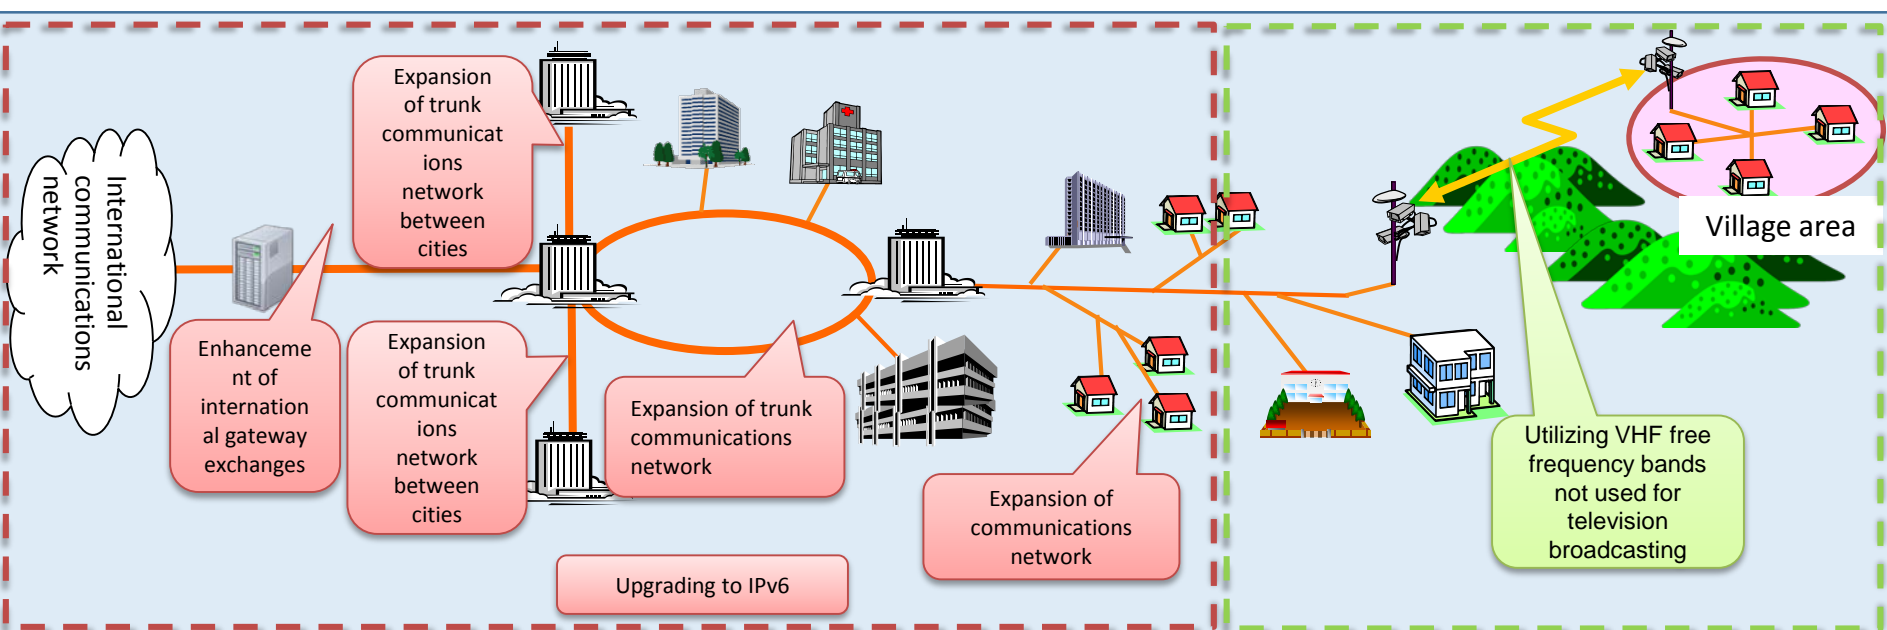 International
communications
network
Enhanceme
nt of
internation
al gateway
exchanges
Expansion
of trunk
communicat
ions
network
between
cities
Expansion
of trunk
communicat
ions
network
between
cities
Expansion of trunk
communications
network
Upgrading to IPv6
Expansion of
communications
network
Utilizing VHF free
frequency bands
not used for
television
broadcasting
Village area